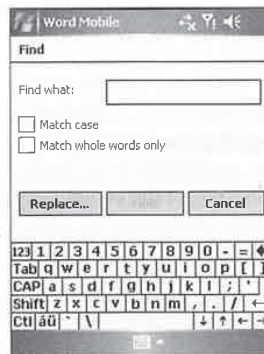 Word Mobile
Find
Find what:
Match case
Match whole words only
Replace... Cancel
123 1 2 3 4 5 6 7 8 9 0 - =
Tab q w e r t y u i o p [ ]
CAP a s d f g h j k l ; '
Shift z x c v b n m , . /
Ctl áü ` \